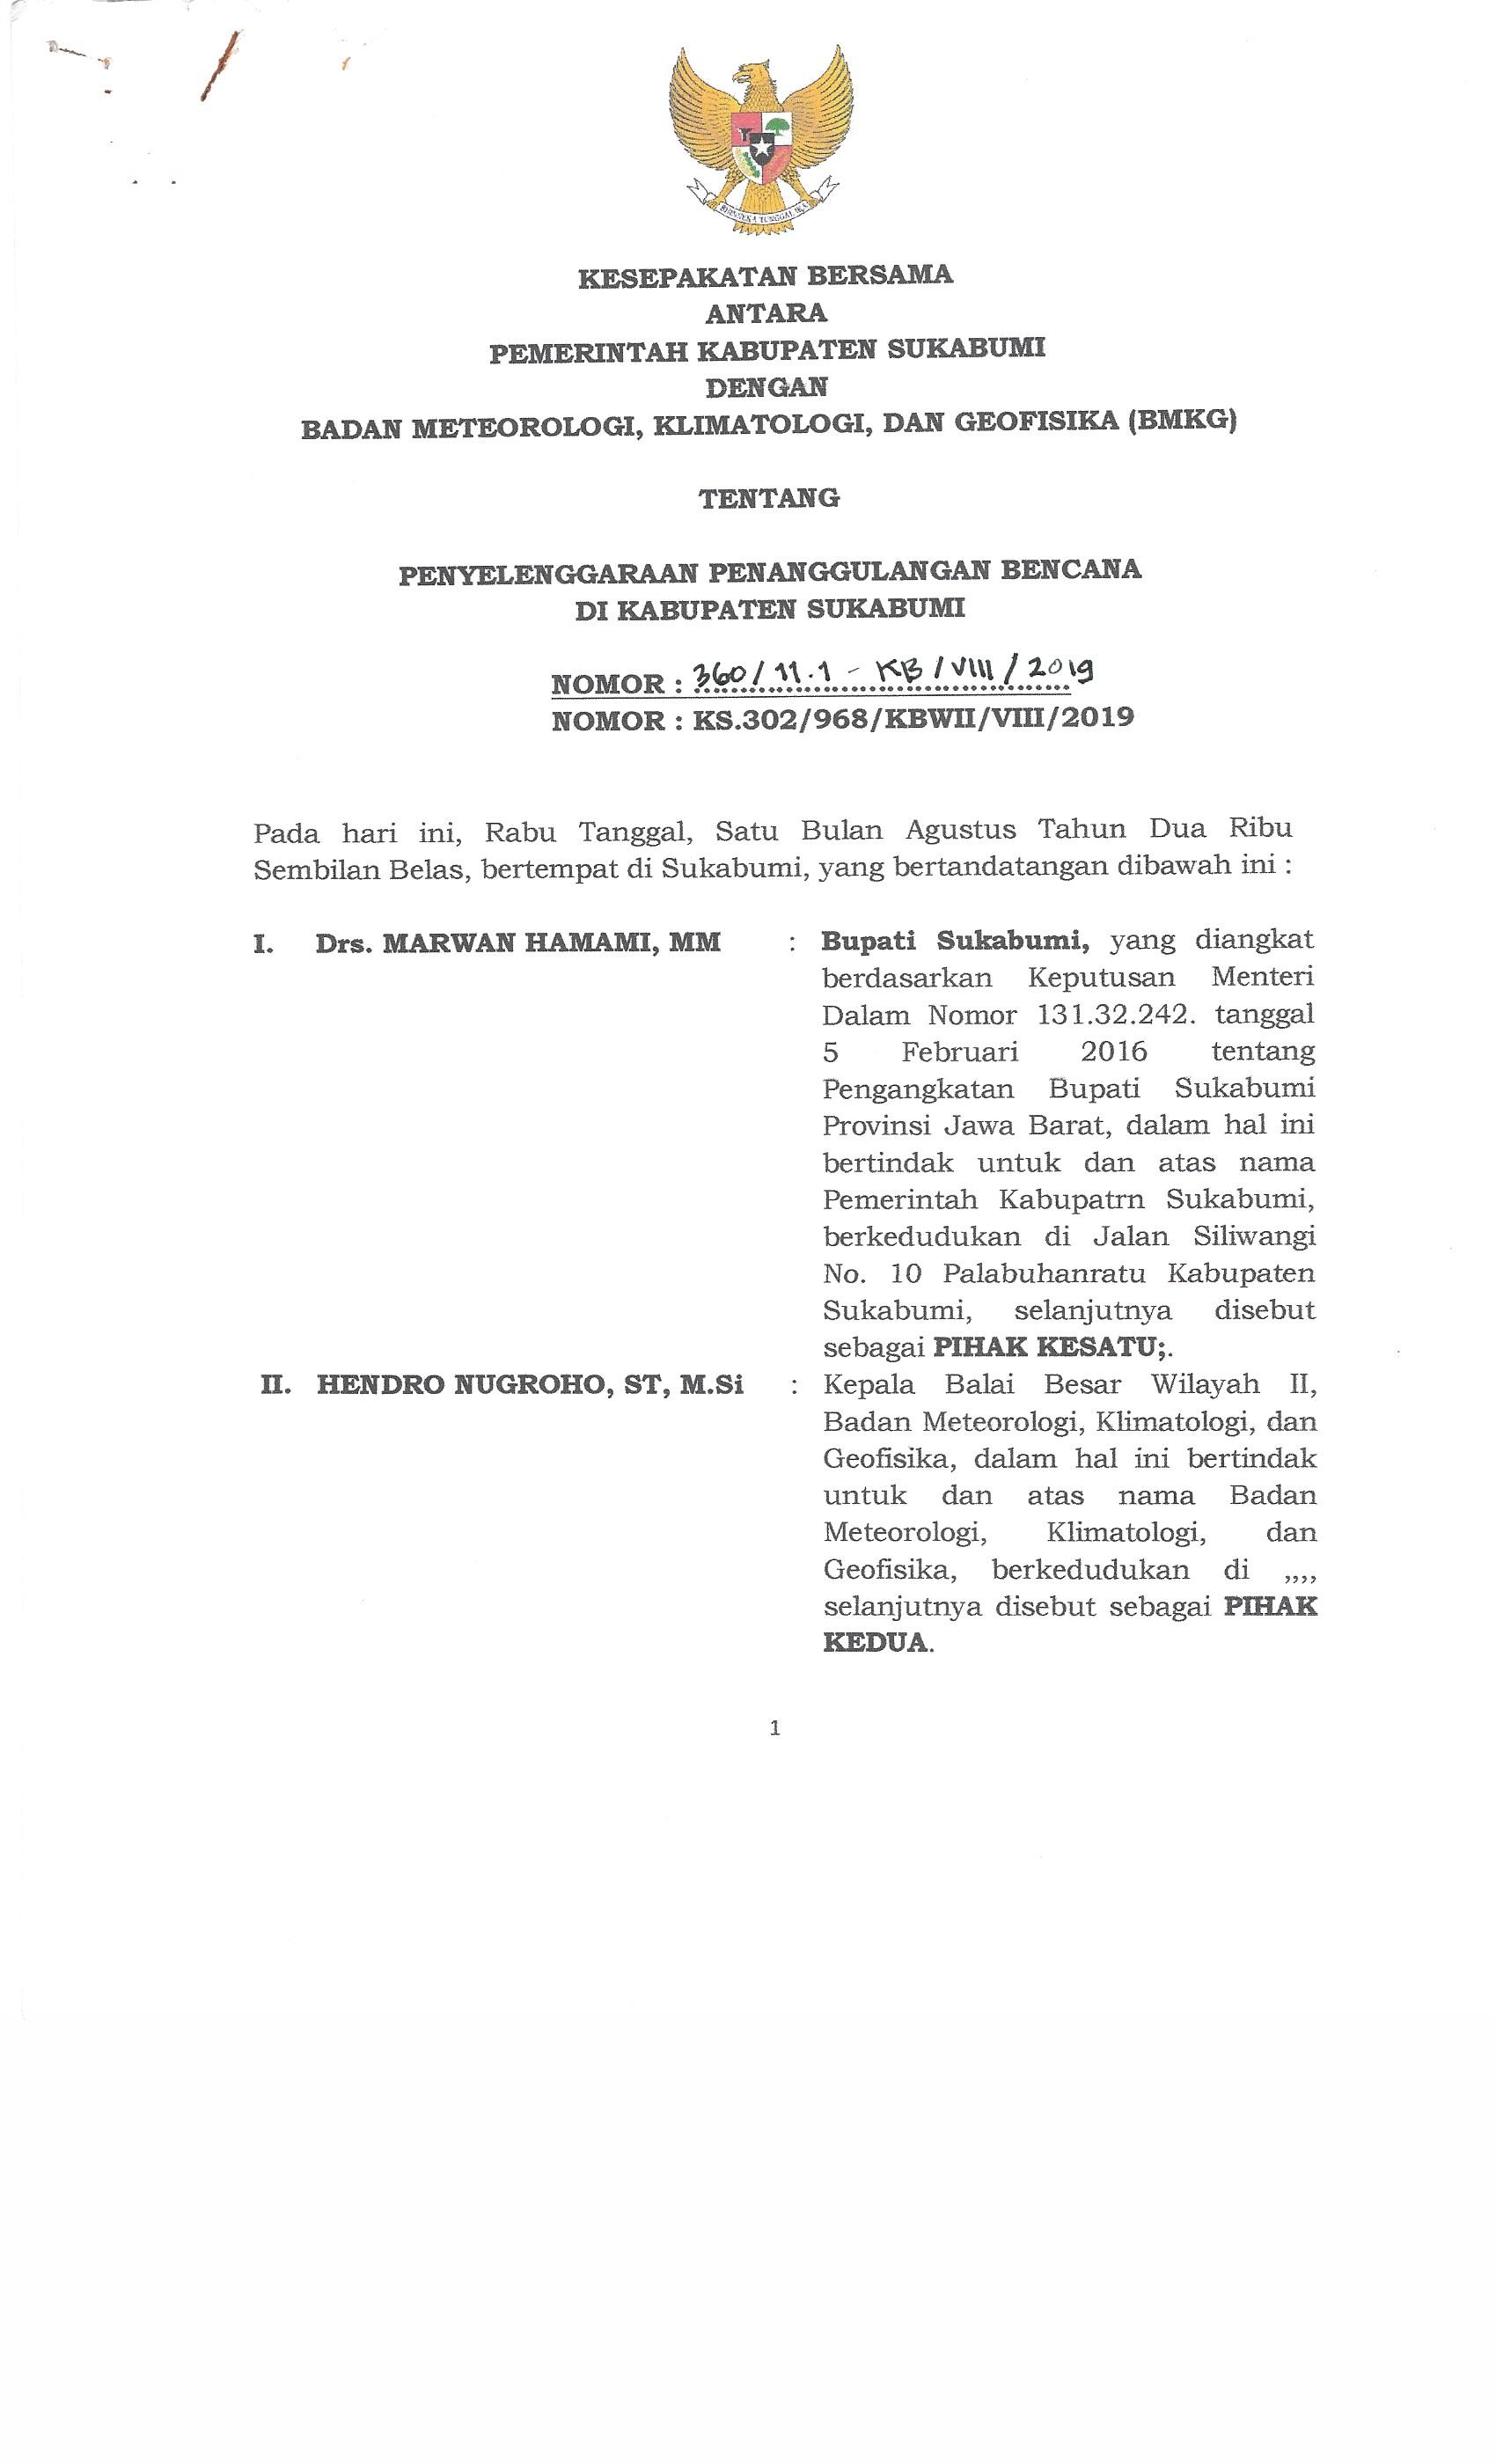 BHINNEKA TUNGGAL IKA
KESEPAKATAN BERSAMA
ANTARA
PEMERINTAH KABUPATEN SUKABUMI
DENGAN
BADAN METEOROLOGI, KLIMATOLOGI, DAN GEOFISIKA (BMKG)
TENTANG
PENYELENGGARAAN PENANGGULANGAN BENCANA
DI KABUPATEN SUKABUMI
NOMOR : 360/11.1 - KB/VIII/2019
NOMOR : KS.302/968/KBWII/VIII/2019
Pada hari ini, Rabu Tanggal, Satu Bulan Agustus Tahun Dua Ribu
Sembilan Belas, bertempat di Sukabumi, yang bertandatangan dibawah ini :
I. Drs. MARWAN HAMAMI, MM : Bupati Sukabumi, yang diangkat
berdasarkan Keputusan Menteri
Dalam Nomor 131.32.242. tanggal
5 Februari 2016 tentang
Pengangkatan Bupati Sukabumi
Provinsi Jawa Barat, dalam hal ini
bertindak untuk dan atas nama
Pemerintah Kabupatrn Sukabumi,
berkedudukan di Jalan Siliwangi
No. 10 Palabuhanratu Kabupaten
Sukabumi, selanjutnya disebut
sebagai PIHAK KESATU;.
II. HENDRO NUGROHO, ST, M.Si : Kepala Balai Besar Wilayah II,
Badan Meteorologi, Klimatologi, dan
Geofisika, dalam hal ini bertindak
untuk dan atas nama Badan
Meteorologi, Klimatologi, dan
Geofisika, berkedudukan di ,,,,
selanjutnya disebut sebagai PIHAK
KEDUA.
1